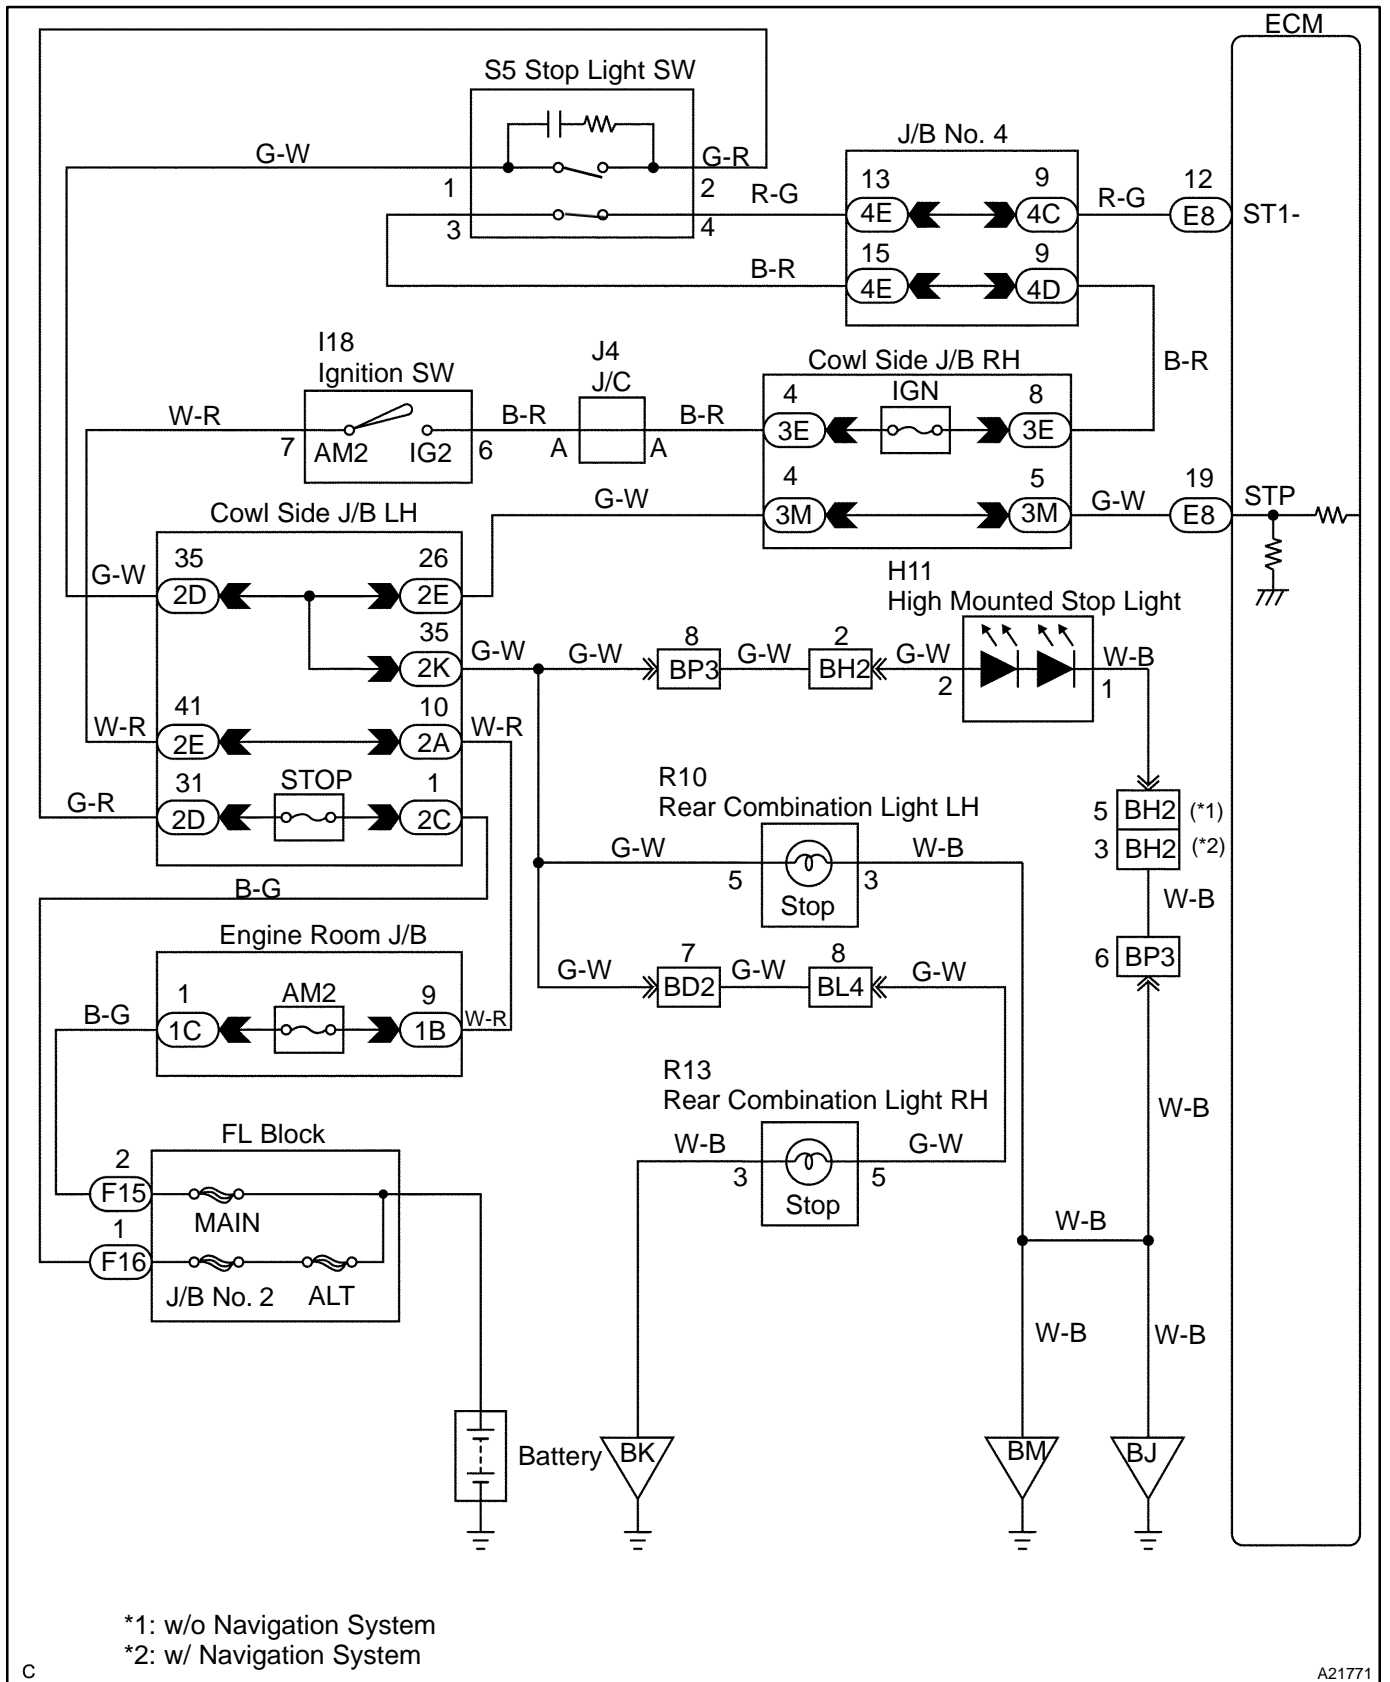 ECM
S5 Stop Light SW
J/B No. 4
G-W
G-R
1
2
R-G
13
9
R-G
12
4E
4C
E8
ST1-
3
4
15
9
B-R
4E
4D
I18
Ignition SW
J4
J/C
Cowl Side J/B RH
B-R
W-R
B-R
B-R
4
IGN
8
3E
3E
7
AM2
IG2
6
A
A
G-W
4
5
G-W
19
STP
3M
3M
E8
Cowl Side J/B LH
35
26
G-W
2D
2E
H11
High Mounted Stop Light
35
2K
G-W
G-W
8
BP3
G-W
2
BH2
G-W
2
W-B
1
41
10
W-R
2E
2A
W-R
31
STOP
1
G-R
2D
2C
R10
Rear Combination Light LH
5
BH2
(*1)
3
BH2
(*2)
G-W
W-B
5
3
Stop
B-G
W-B
Engine Room J/B
6
BP3
1
AM2
9
B-G
1C
1B
W-R
G-W
7
BD2
G-W
8
BL4
G-W
R13
Rear Combination Light RH
W-B
FL Block
W-B
G-W
3
5
Stop
2
F15
MAIN
1
F16
J/B No. 2
ALT
W-B
W-B
W-B
Battery
BK
BM
BJ
*1: w/o Navigation System
*2: w/ Navigation System
C
A21771